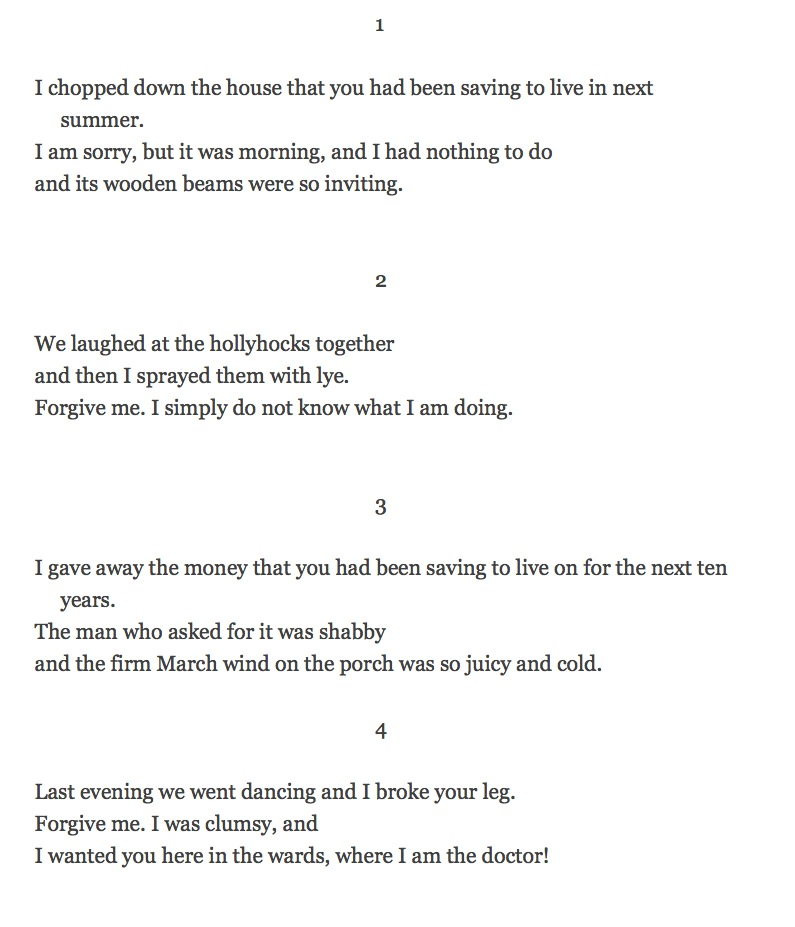 1
I chopped down the house that you had been saving to live in next
summer.
I am sorry, but it was morning, and I had nothing to do
and its wooden beams were so inviting.
2
We laughed at the hollyhocks together
and then I sprayed them with lye.
Forgive me. I simply do not know what I am doing.
3
I gave away the money that you had been saving to live on for the next ten
years.
The man who asked for it was shabby
and the firm March wind on the porch was so juicy and cold.
4
Last evening we went dancing and I broke your leg.
Forgive me. I was clumsy, and
I wanted you here in the wards, where I am the doctor!